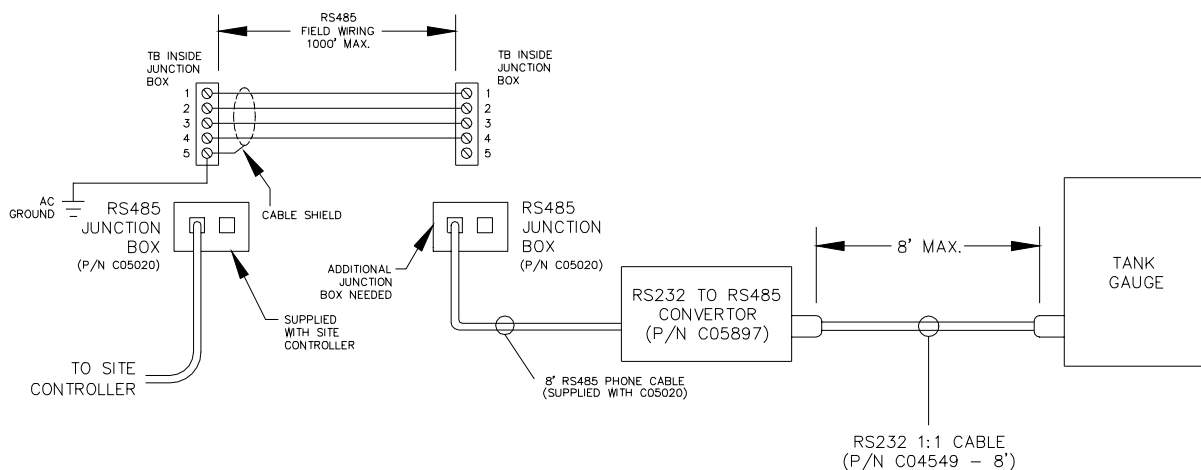 RS485
FIELD WIRING
1000' MAX.
TB INSIDE
JUNCTION
BOX
1
2
3
4
5
TB INSIDE
JUNCTION
BOX
1
2
3
4
5
AC
GROUND
CABLE SHIELD
RS485
JUNCTION
BOX
(P/N C05020)
SUPPLIED
WITH SITE
CONTROLLER
TO SITE
CONTROLLER
RS485
JUNCTION
BOX
(P/N C05020)
ADDITIONAL
JUNCTION
BOX NEEDED
8' RS485 PHONE CABLE
(SUPPLIED WITH C05020)
RS232 TO RS485
CONVERTOR
(P/N C05897)
8' MAX.
RS232 1:1 CABLE
(P/N C04549 – 8')
TANK
GAUGE